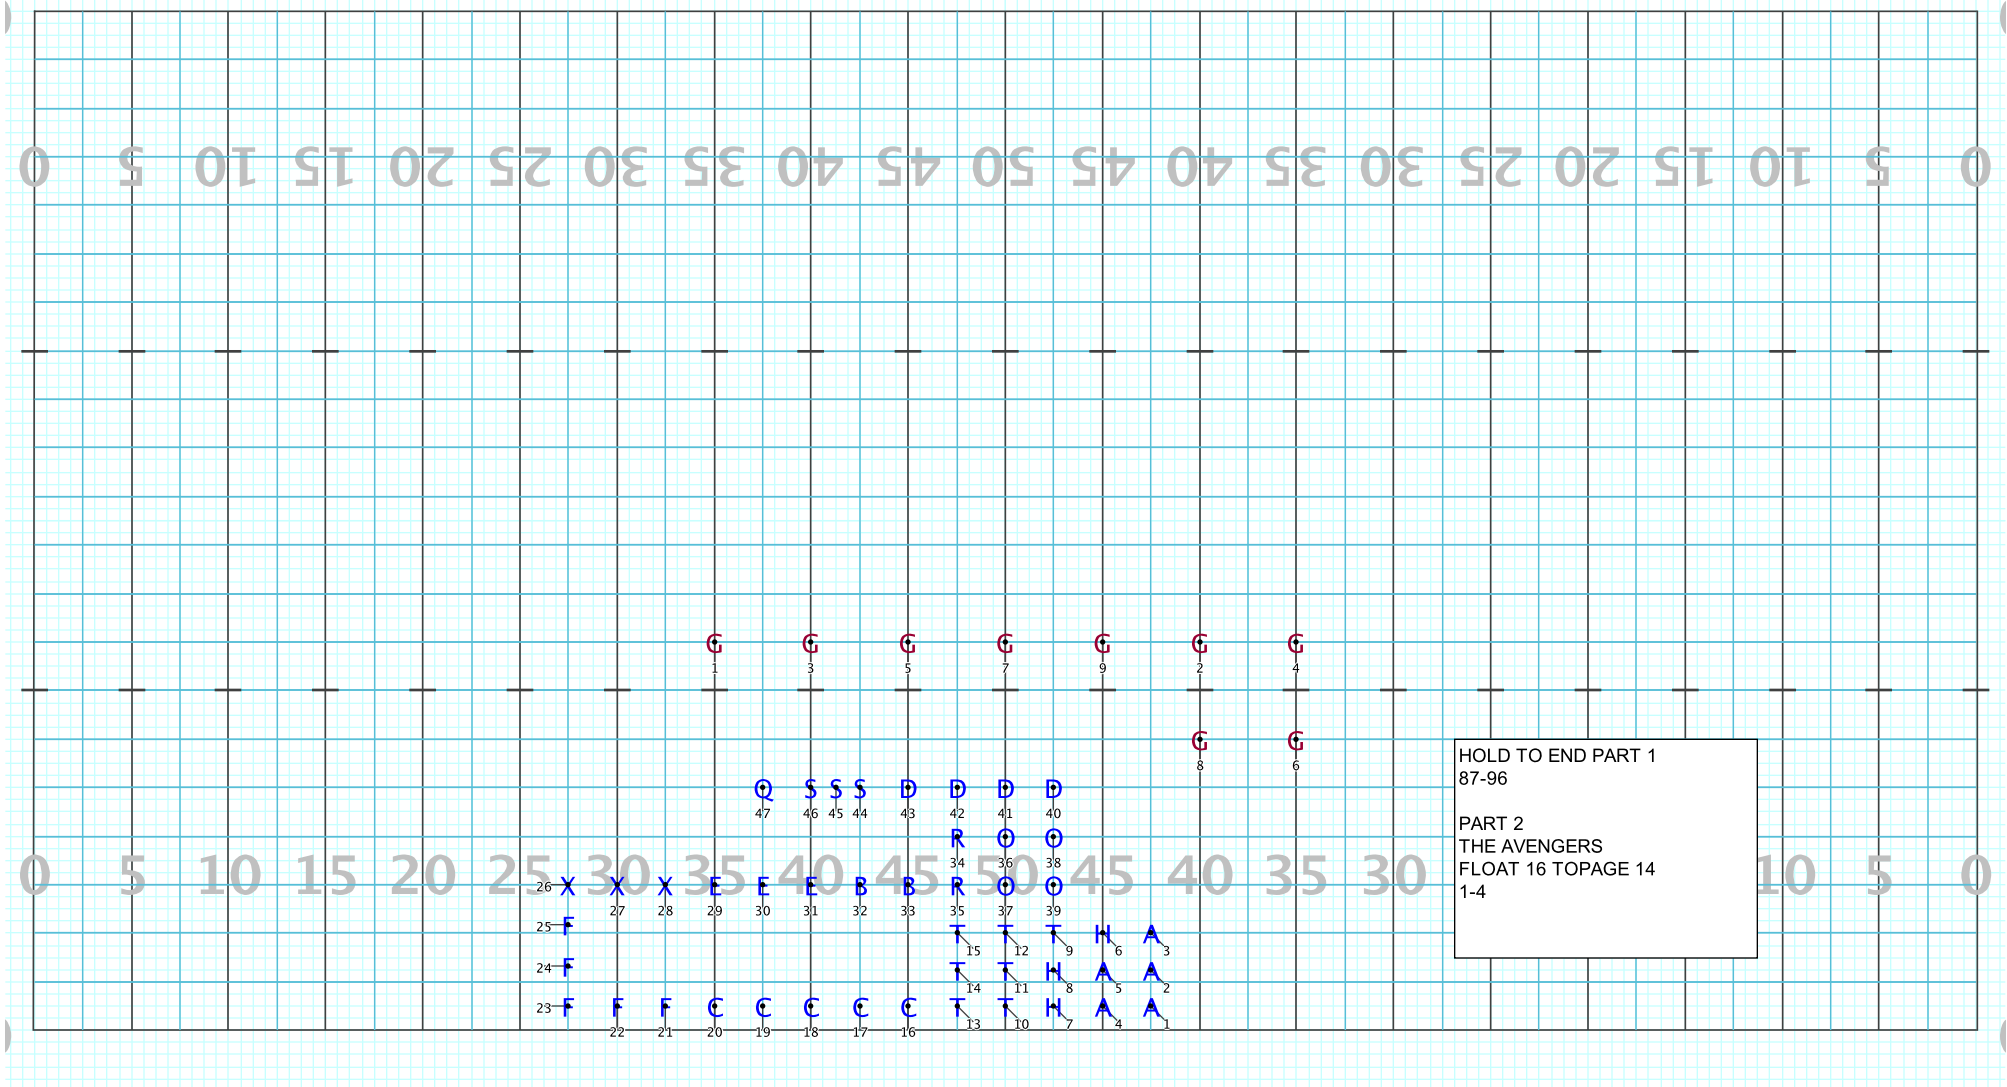 0 5 10 15 20 25 30 35 40 45 50 45 40 35 30 25 20 15 10 5 0
G G G G G G G
1 3 5 7 9 2 4
G G
8 6
HOLD TO END PART 1
87-96
PART 2
THE AVENGERS
FLOAT 16 TOPAGE 14
1-4
Q S S S D D D D
47 46 45 44 43 42 41 40
R O O
34 36 38
0 5 10 15 20 25 30 35 40 45 50 45 40 35 30 10 5 0
26 X X X E E E B B R O O
27 28 29 30 31 32 33 35 37 39
25 F T T T H A
15 12 9 6 3
24 F T T H A A
14 11 8 5 2
23 F F F C C C C C T T H A A
22 21 20 19 18 17 16 13 10 7 4 1